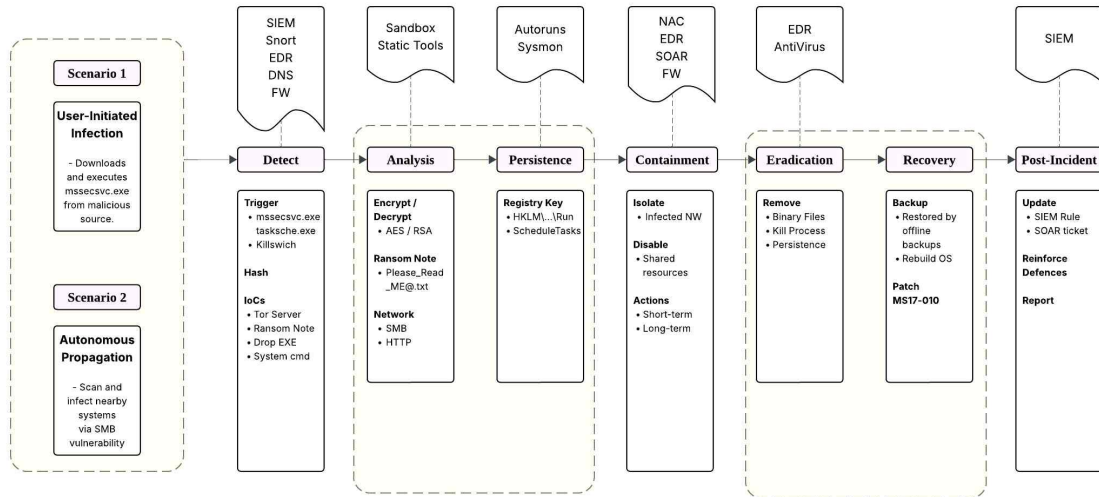 SIEM
Snort
EDR
DNS
FW
Sandbox
Static Tools
Autoruns
Sysmon
NAC
EDR
SOAR
FW
EDR
AntiVirus
SIEM
Scenario 1
User-Initiated
Infection
- Downloads
and executes
mssecsvc.exe
from malicious
source.
Scenario 2
Autonomous
Propagation
- Scan and
infect nearby
systems
via SMB
vulnerability
Detect
Trigger
• mssecsvc.exe
tasksche.exe
• Killswich
Hash
IoCs
• Tor Server
• Ransom Note
• Drop EXE
• System cmd
Analysis
Encrypt /
Decrypt
• AES / RSA
Ransom Note
• Please_Read
_ME@.txt
Network
• SMB
• HTTP
Persistence
Registry Key
• HKLM\...\Run
• ScheduleTasks
Containment
Isolate
• Infected NW
Disable
• Shared
resources
Actions
• Short-term
• Long-term
Eradication
Remove
• Binary Files
• Kill Process
• Persistence
Recovery
Backup
• Restored by
offline
backups
• Rebuild OS
Patch
MS17-010
Post-Incident
Update
• SIEM Rule
• SOAR ticket
Reinforce
Defences
Report